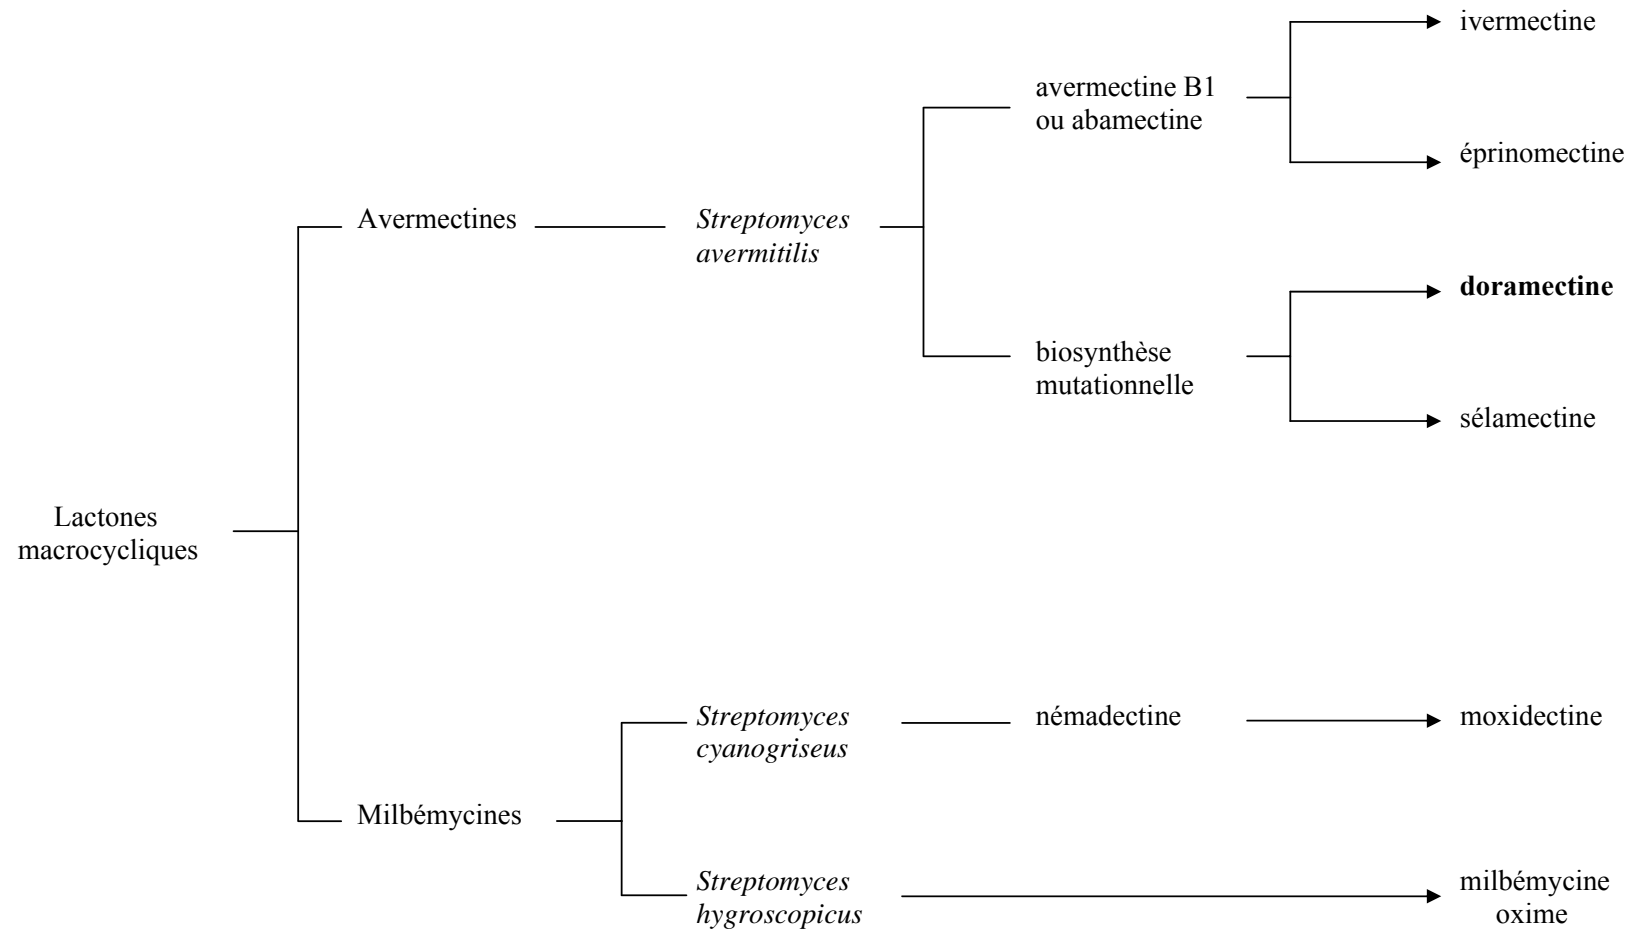 ivermectine
avermectine B1
ou abamectine
éprinomectine
Avermectines
Streptomyces
avermitilis
doramectine
biosynthèse
mutationnelle
sélamectine
Lactones
macrocycliques
Streptomyces
cyanogriseus
némadectine
moxidectine
Milbémycines
Streptomyces
hygroscopicus
milbémycine
oxime